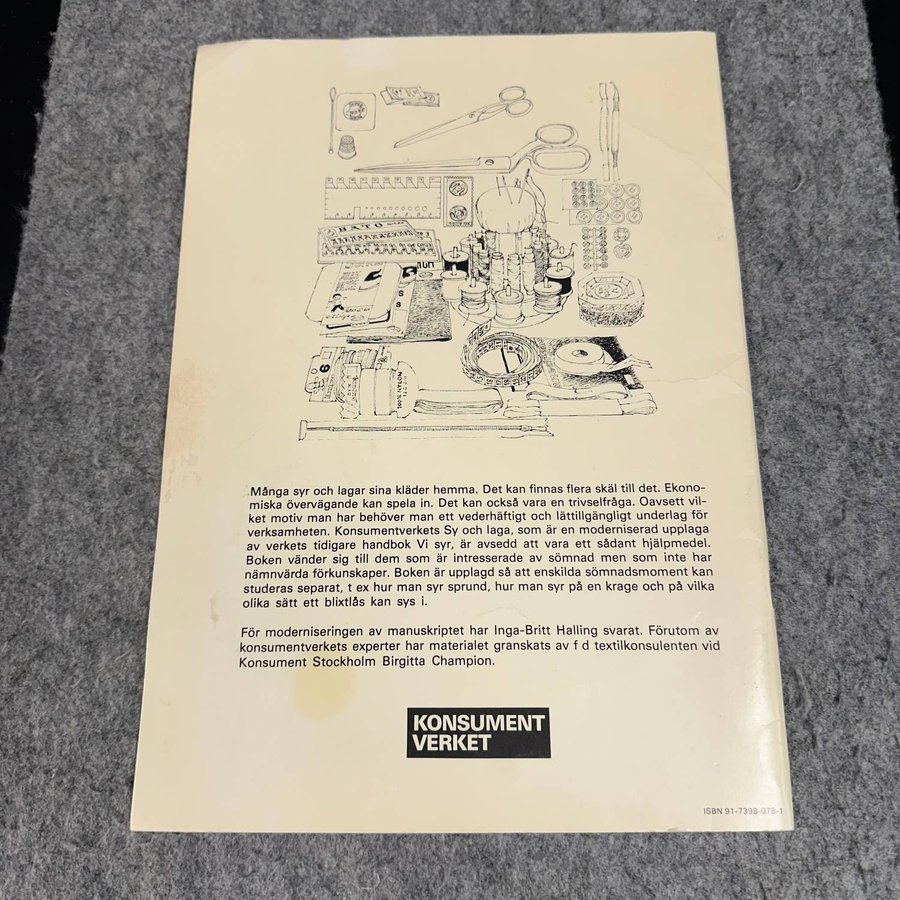 BATO
6
NYLON
Många syr och lagar sina kläder hemma. Det kan finnas flera skäl till det. Ekono-
miska övervägande kan spela in. Det kan också vara en trivselfråga. Oavsett vil-
ket motiv man har behöver man ett vederhäftigt och lättillgängligt underlag för
verksamheten. Konsumentverkets Sy och laga, som är en moderniserad upplaga
av verkets tidigare handbok Vi syr, är avsedd att vara ett sådant hjälpmedel.
Boken vänder sig till dem som är intresserade av sömnad men som inte har
nämnvärda förkunskaper. Boken är upplagd så att enskilda sömnadsmoment kan
studeras separat, t ex hur man syr sprund, hur man syr på en krage och på vilka
olika sätt ett blixtlås kan sys i.
För moderniseringen av manuskriptet har Inga-Britt Halling svarat. Förutom av
konsumentverkets experter har materialet granskats av f d textilkonsulenten vid
Konsument Stockholm Birgitta Champion.
KONSUMENT
VERKET
ISBN 91-7398-078-1